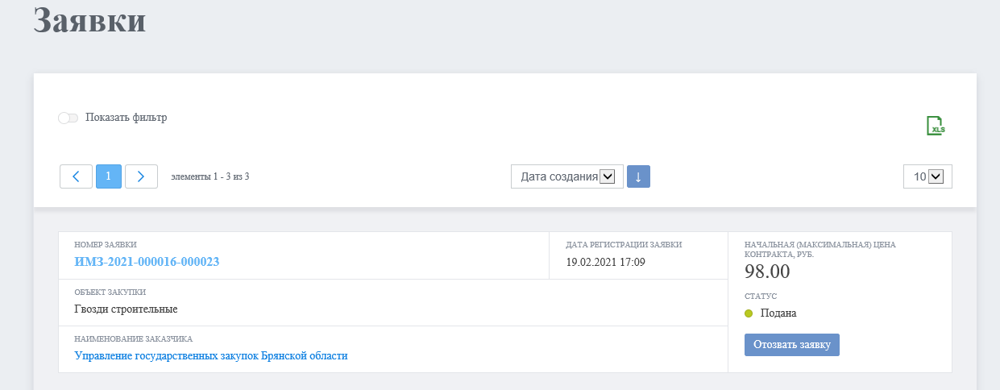 Заявки
Показать фильтр
XLS
1
элементы 1 - 3 из 3
Дата создания
↓
10
НОМЕР ЗАЯВКИ
ИМЗ-2021-000016-000023
ДАТА РЕГИСТРАЦИИ ЗАЯВКИ
19.02.2021 17:09
НАЧАЛЬНАЯ (МАКСИМАЛЬНАЯ) ЦЕНА
КОНТРАКТА, РУБ.
98.00
ОБЪЕКТ ЗАКУПКИ
Гвозди строительные
СТАТУС
Подана
НАИМЕНОВАНИЕ ЗАКАЗЧИКА
Управление государственных закупок Брянской области
Отозвать заявку